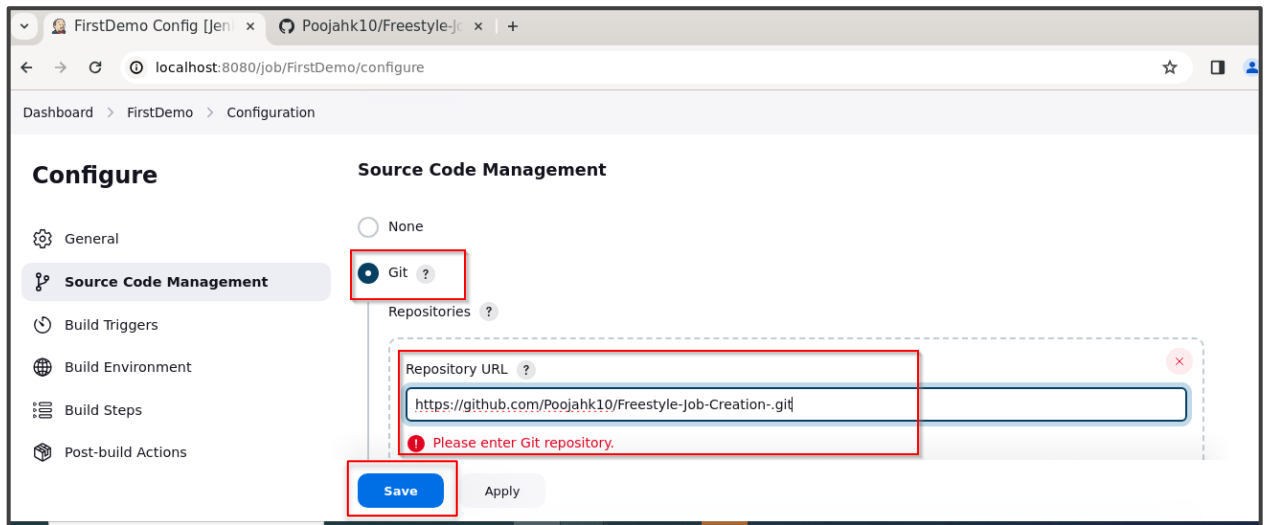 FirstDemo Config [Jen
Poojahk10/Freestyle-Jo
localhost:8080/job/FirstDemo/configure
Dashboard > FirstDemo > Configuration
Configure
General
Source Code Management
Build Triggers
Build Environment
Build Steps
Post-build Actions
Source Code Management
None
Git ?
Repositories ?
Repository URL ?
https://github.com/Poojahk10/Freestyle-Job-Creation-.git
Please enter Git repository.
Save
Apply